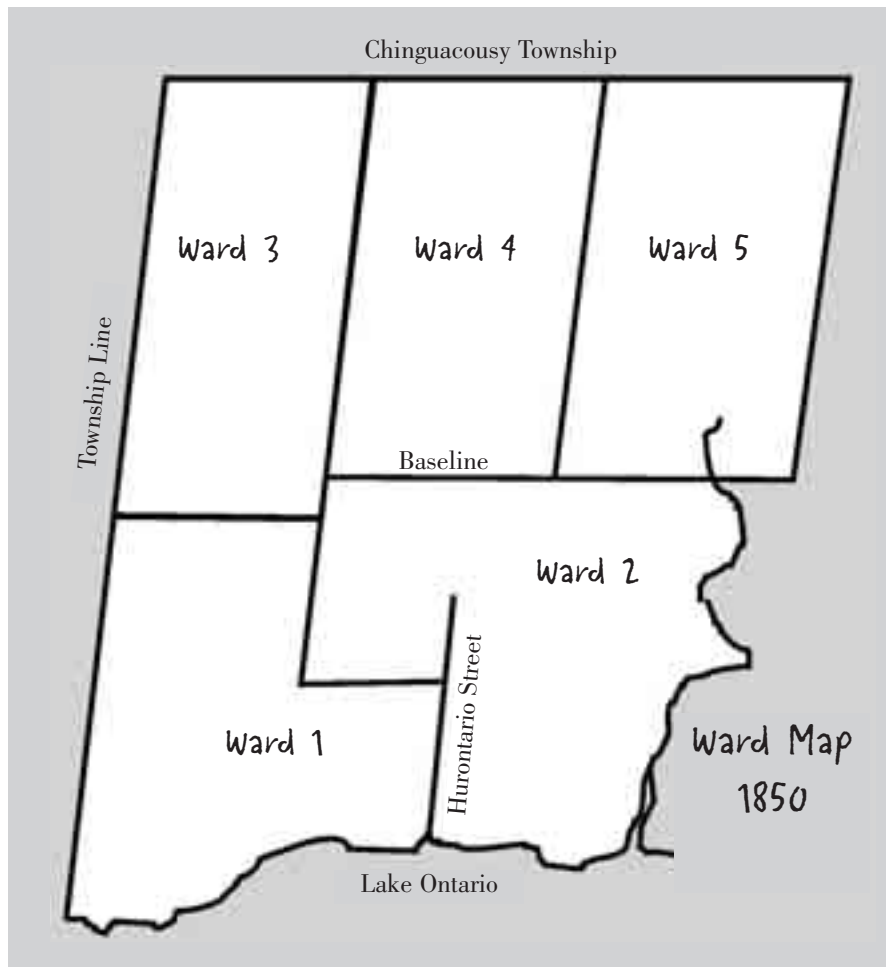 Chinguacousy Township
Ward 3
Ward 4
Ward 5
Township Line
Baseline
Ward 2
Hurontario Street
Ward 1
Ward Map
1850
Lake Ontario